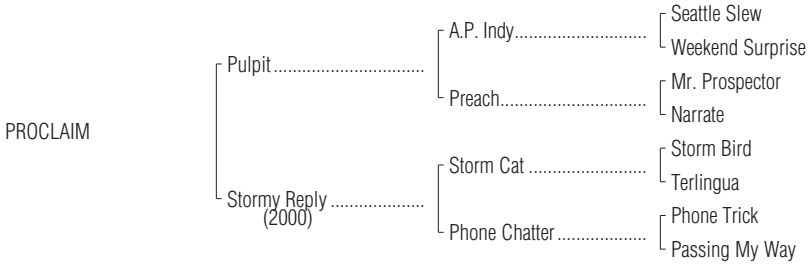 Seattle Slew
A.P. Indy..............................
Weekend Surprise
Pulpit..................................
Mr. Prospector
Preach.................................
Narrate
PROCLAIM
Storm Bird
Storm Cat ..........................
Terlingua
Stormy Reply .....................
(2000)
Phone Trick
Phone Chatter....................
Passing My Way